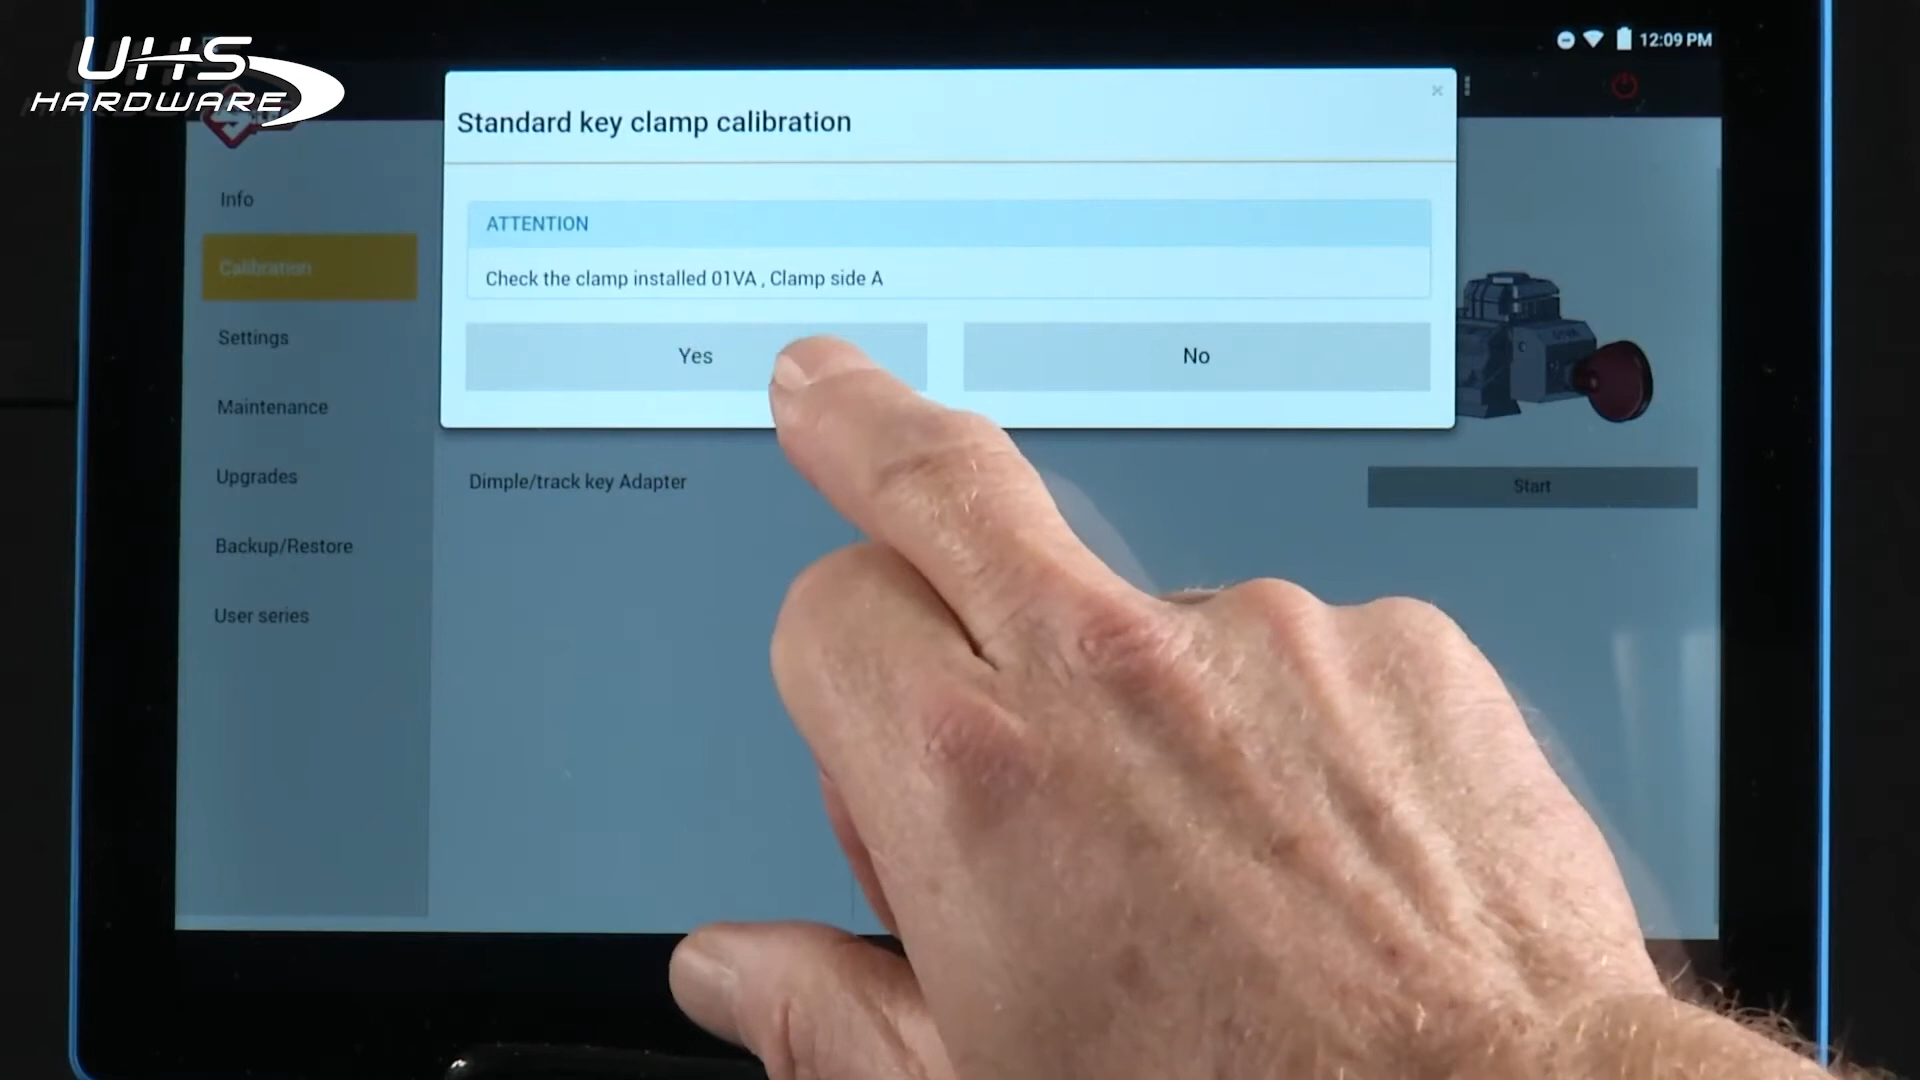 UHS
HARDWARE
12:09 PM
Standard key clamp calibration
ATTENTION
Check the clamp installed 01VA , Clamp side A
Yes
No
Info
Calibration
Settings
Maintenance
Upgrades
Backup/Restore
User series
Dimple/track key Adapter
Start